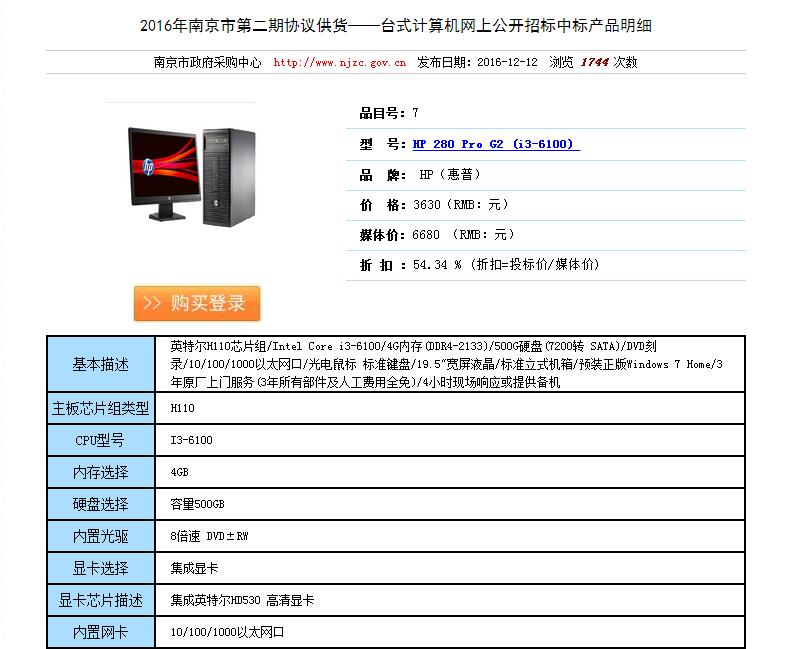 2016年南京市第二期协议供货——台式计算机网上公开招标中标产品明细
南京市政府采购中心 http://www.njzc.gov.cn 发布日期: 2016-12-12 浏览 1744 次数
品目号: 7
型 号: HP 280 Pro G2 (i3-6100)
品 牌: HP（惠普）
价 格: 3630（RMB: 元）
媒体价: 6680 （RMB: 元）
折 扣 : 54.34 % (折扣=投标价/媒体价)
hp
>> 购买登录
基本描述
英特尔H110芯片组/Intel Core i3-6100/4G内存(DDR4-2133)/500G硬盘(7200转 SATA)/DVD刻
录/10/100/1000以太网口/光电鼠标 标准键盘/19.5"宽屏液晶/标准立式机箱/预装正版Windows 7 Home/3
年原厂上门服务(3年所有部件及人工费用全免)/4小时现场响应或提供备机
主板芯片组类型 H110
CPU型号 I3-6100
内存选择 4GB
硬盘选择 容量500GB
内置光驱 8倍速 DVD±RW
显卡选择 集成显卡
显卡芯片描述 集成英特尔HD530 高清显卡
内置网卡 10/100/1000以太网口